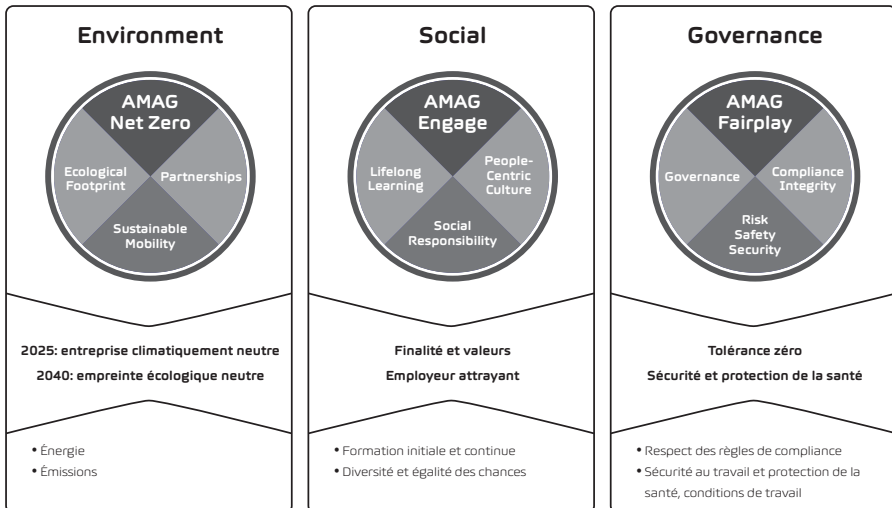 Environment
AMAG
Net Zero
Ecological
Footprint
Partnerships
Sustainable
Mobility
2025: entreprise climatiquement neutre
2040: empreinte écologique neutre
• Énergie
• Émissions
Social
AMAG
Engage
Lifelong
Learning
People-
Centric
Culture
Social
Responsibility
Finalité et valeurs
Employeur attrayant
• Formation initiale et continue
• Diversité et égalité des chances
Governance
AMAG
Fairplay
Governance
Compliance
Integrity
Risk
Safety
Security
Tolérance zéro
Sécurité et protection de la santé
• Respect des règles de compliance
• Sécurité au travail et protection de la
santé, conditions de travail